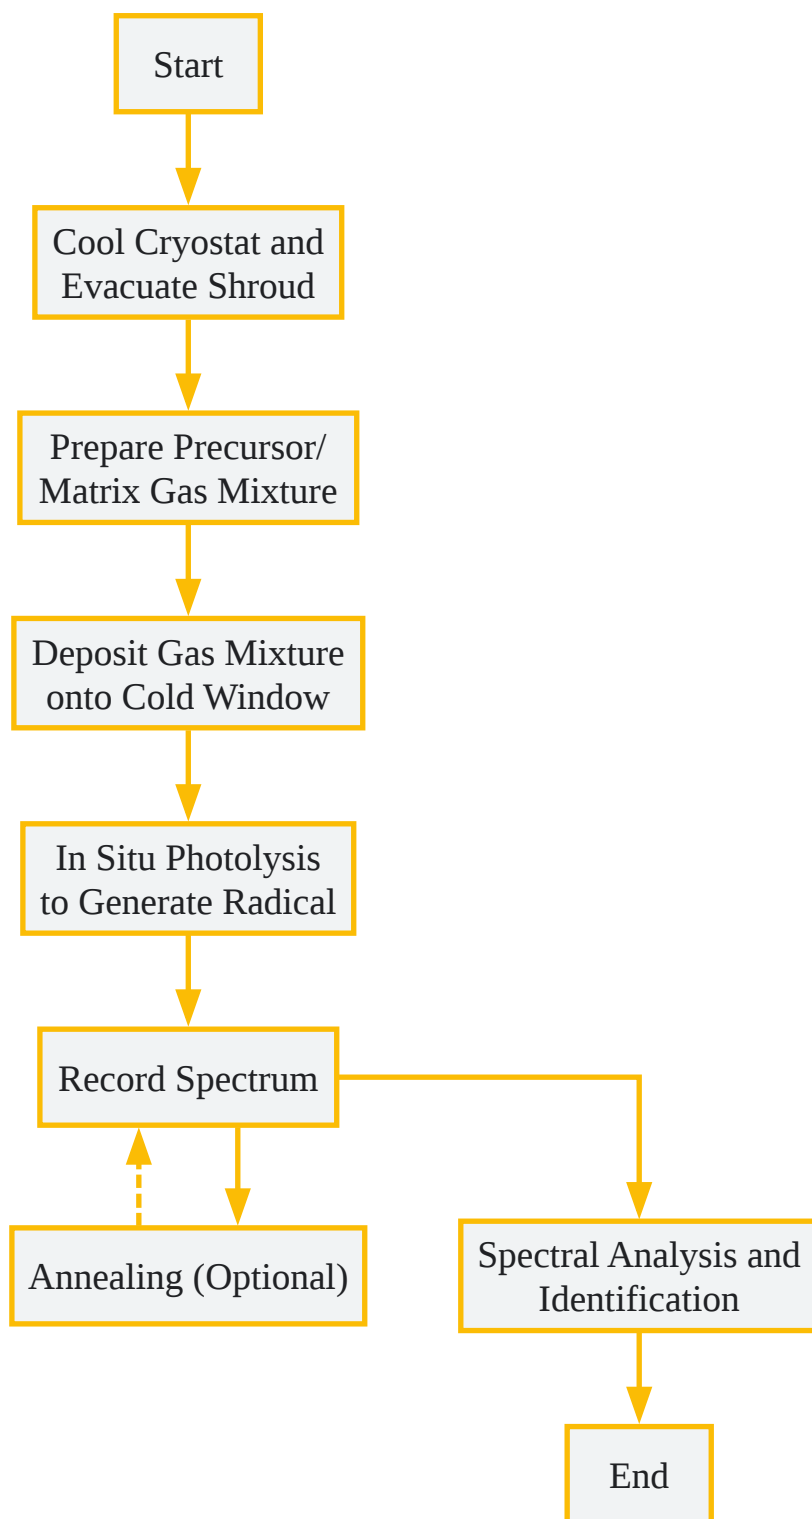 Start
Cool Cryostat and
Evacuate Shroud
Prepare Precursor/
Matrix Gas Mixture
Deposit Gas Mixture
onto Cold Window
In Situ Photolysis
to Generate Radical
Record Spectrum
Annealing (Optional)
Spectral Analysis and
Identification
End